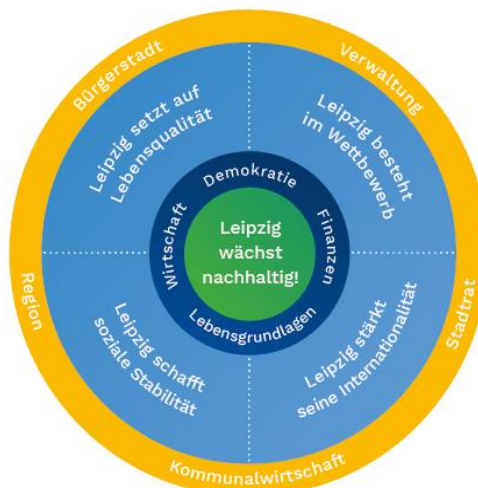 Bürgerstadt
Verwaltung
Leipzig setzt auf
Lebensqualität
Leipzig besteht
im Wettbewerb
Demokratie
Wirtschaft
Finanzen
Leipzig
wächst
nachhaltig!
Lebensgrundlagen
Region
Stadtrat
Leipzig schafft
soziale Stabilität
Leipzig stärkt
seine Internationalität
Kommunalwirtschaft